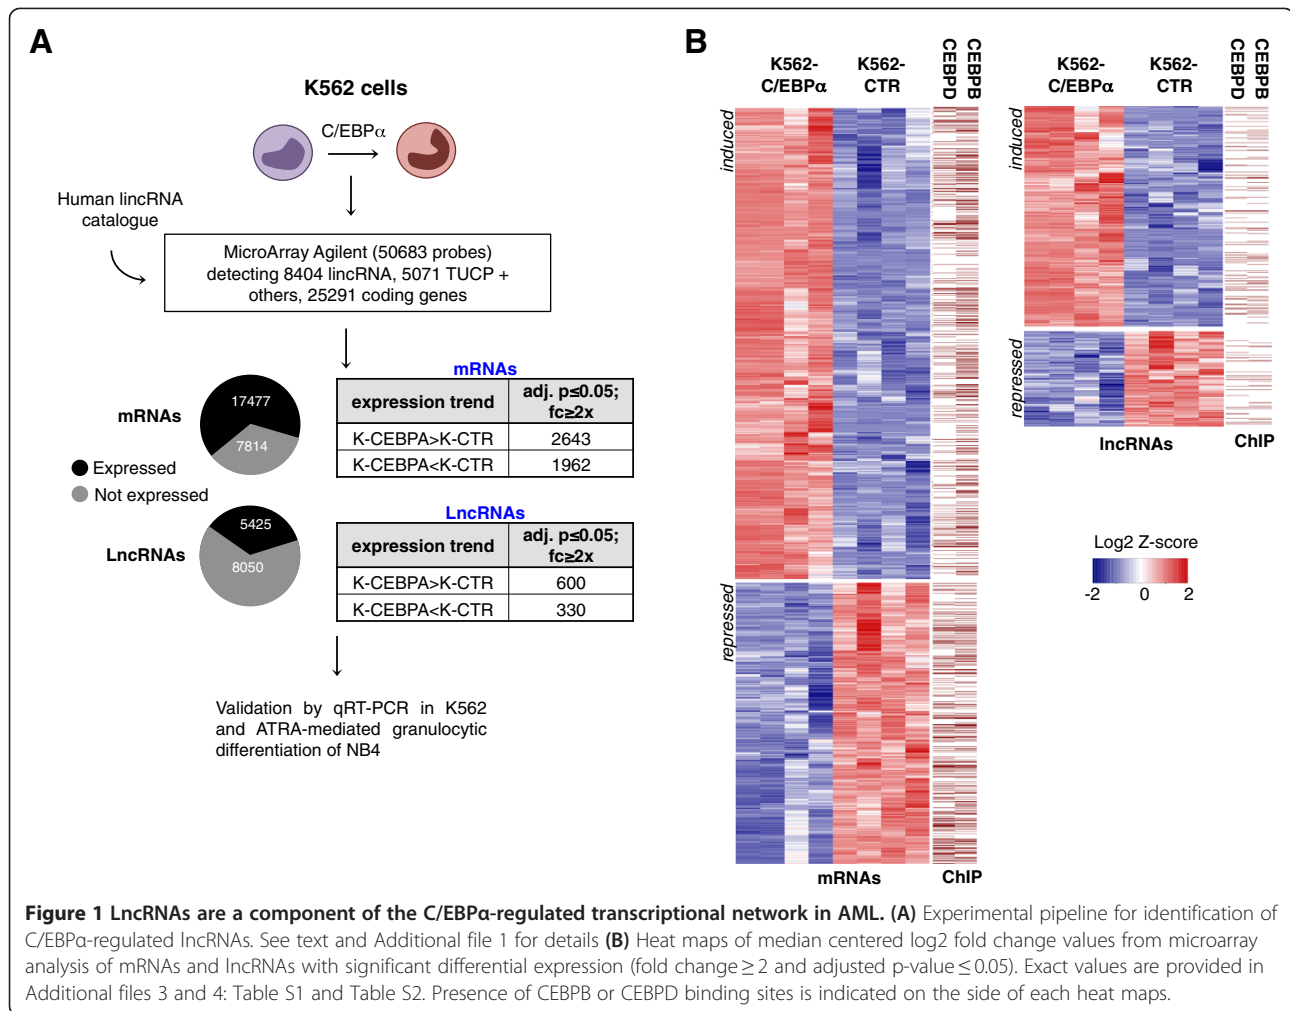 A
K562 cells
C/EBPα
Human lincRNA
catalogue
MicroArray Agilent (50683 probes)
detecting 8404 lincRNA, 5071 TUCP +
others, 25291 coding genes
mRNAs
17477
7814
mRNAs
expression trend
adj. p≤0.05;
fc≥2x
K-CEBPA>K-CTR
2643
K-CEBPA<K-CTR
1962
Expressed
Not expressed
LncRNAs
5425
8050
LncRNAs
expression trend
adj. p≤0.05;
fc≥2x
K-CEBPA>K-CTR
600
K-CEBPA<K-CTR
330
Validation by qRT-PCR in K562
and ATRA-mediated granulocytic
differentiation of NB4
B
K562-
C/EBPα
K562-
CTR
CEBPD
CEBPB
induced
repressed
mRNAs
ChIP
K562-
C/EBPα
K562-
CTR
CEBPD
CEBPB
induced
repressed
lncRNAs
ChIP
Log2 Z-score
-2 0 2
Figure 1 LncRNAs are a component of the C/EBPα-regulated transcriptional network in AML. (A) Experimental pipeline for identification of
C/EBPα-regulated lncRNAs. See text and Additional file 1 for details (B) Heat maps of median centered log2 fold change values from microarray
analysis of mRNAs and lncRNAs with significant differential expression (fold change ≥ 2 and adjusted p-value ≤ 0.05). Exact values are provided in
Additional files 3 and 4: Table S1 and Table S2. Presence of CEBPB or CEBPD binding sites is indicated on the side of each heat maps.